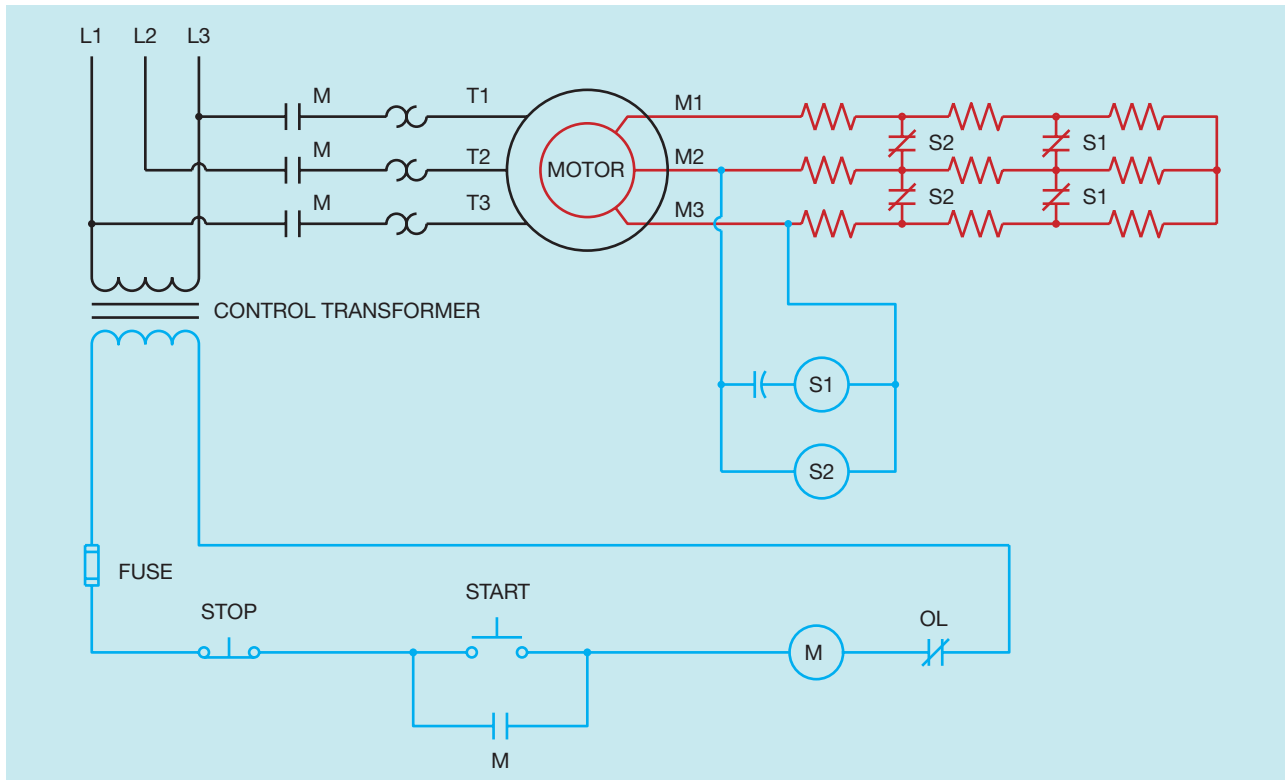 L1 L2 L3
M T1 M1
S2 S1
M T2 MOTOR M2
S2 S1
M T3 M3
CONTROL TRANSFORMER
S1
S2
FUSE
START
STOP OL
M
M